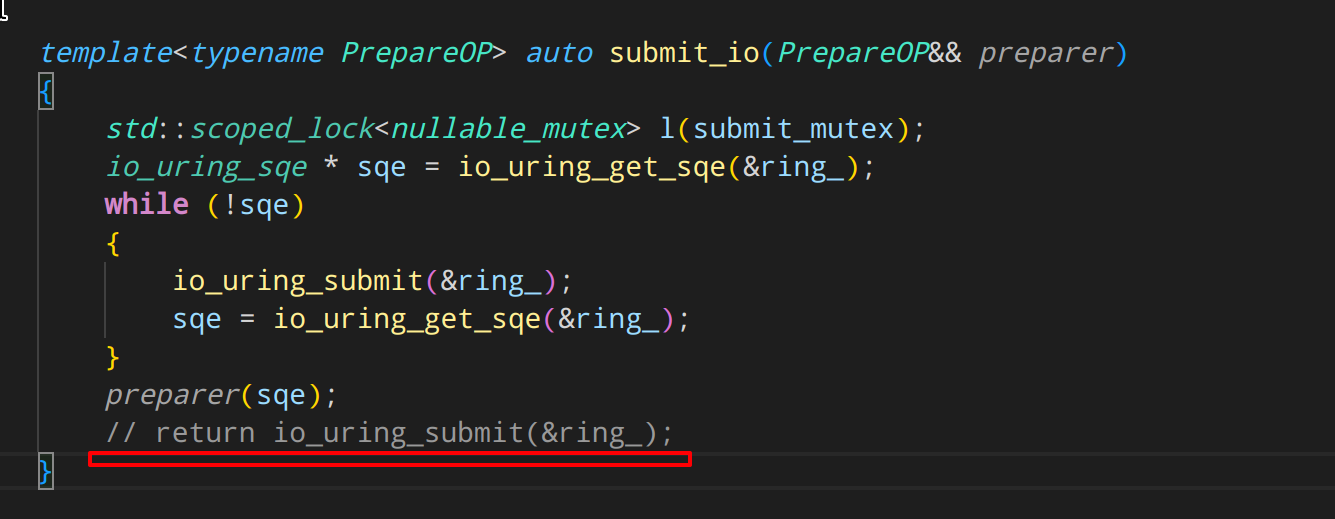 template<typename PrepareOP> auto submit_io(PrepareOP&& preparer)
{
std::scoped_lock<nullable_mutex> l(submit_mutex);
io_uring_sqe * sqe = io_uring_get_sqe(&ring_);
while (!sqe)
{
io_uring_submit(&ring_);
sqe = io_uring_get_sqe(&ring_);
}
preparer(sqe);
// return io_uring_submit(&ring_);
}